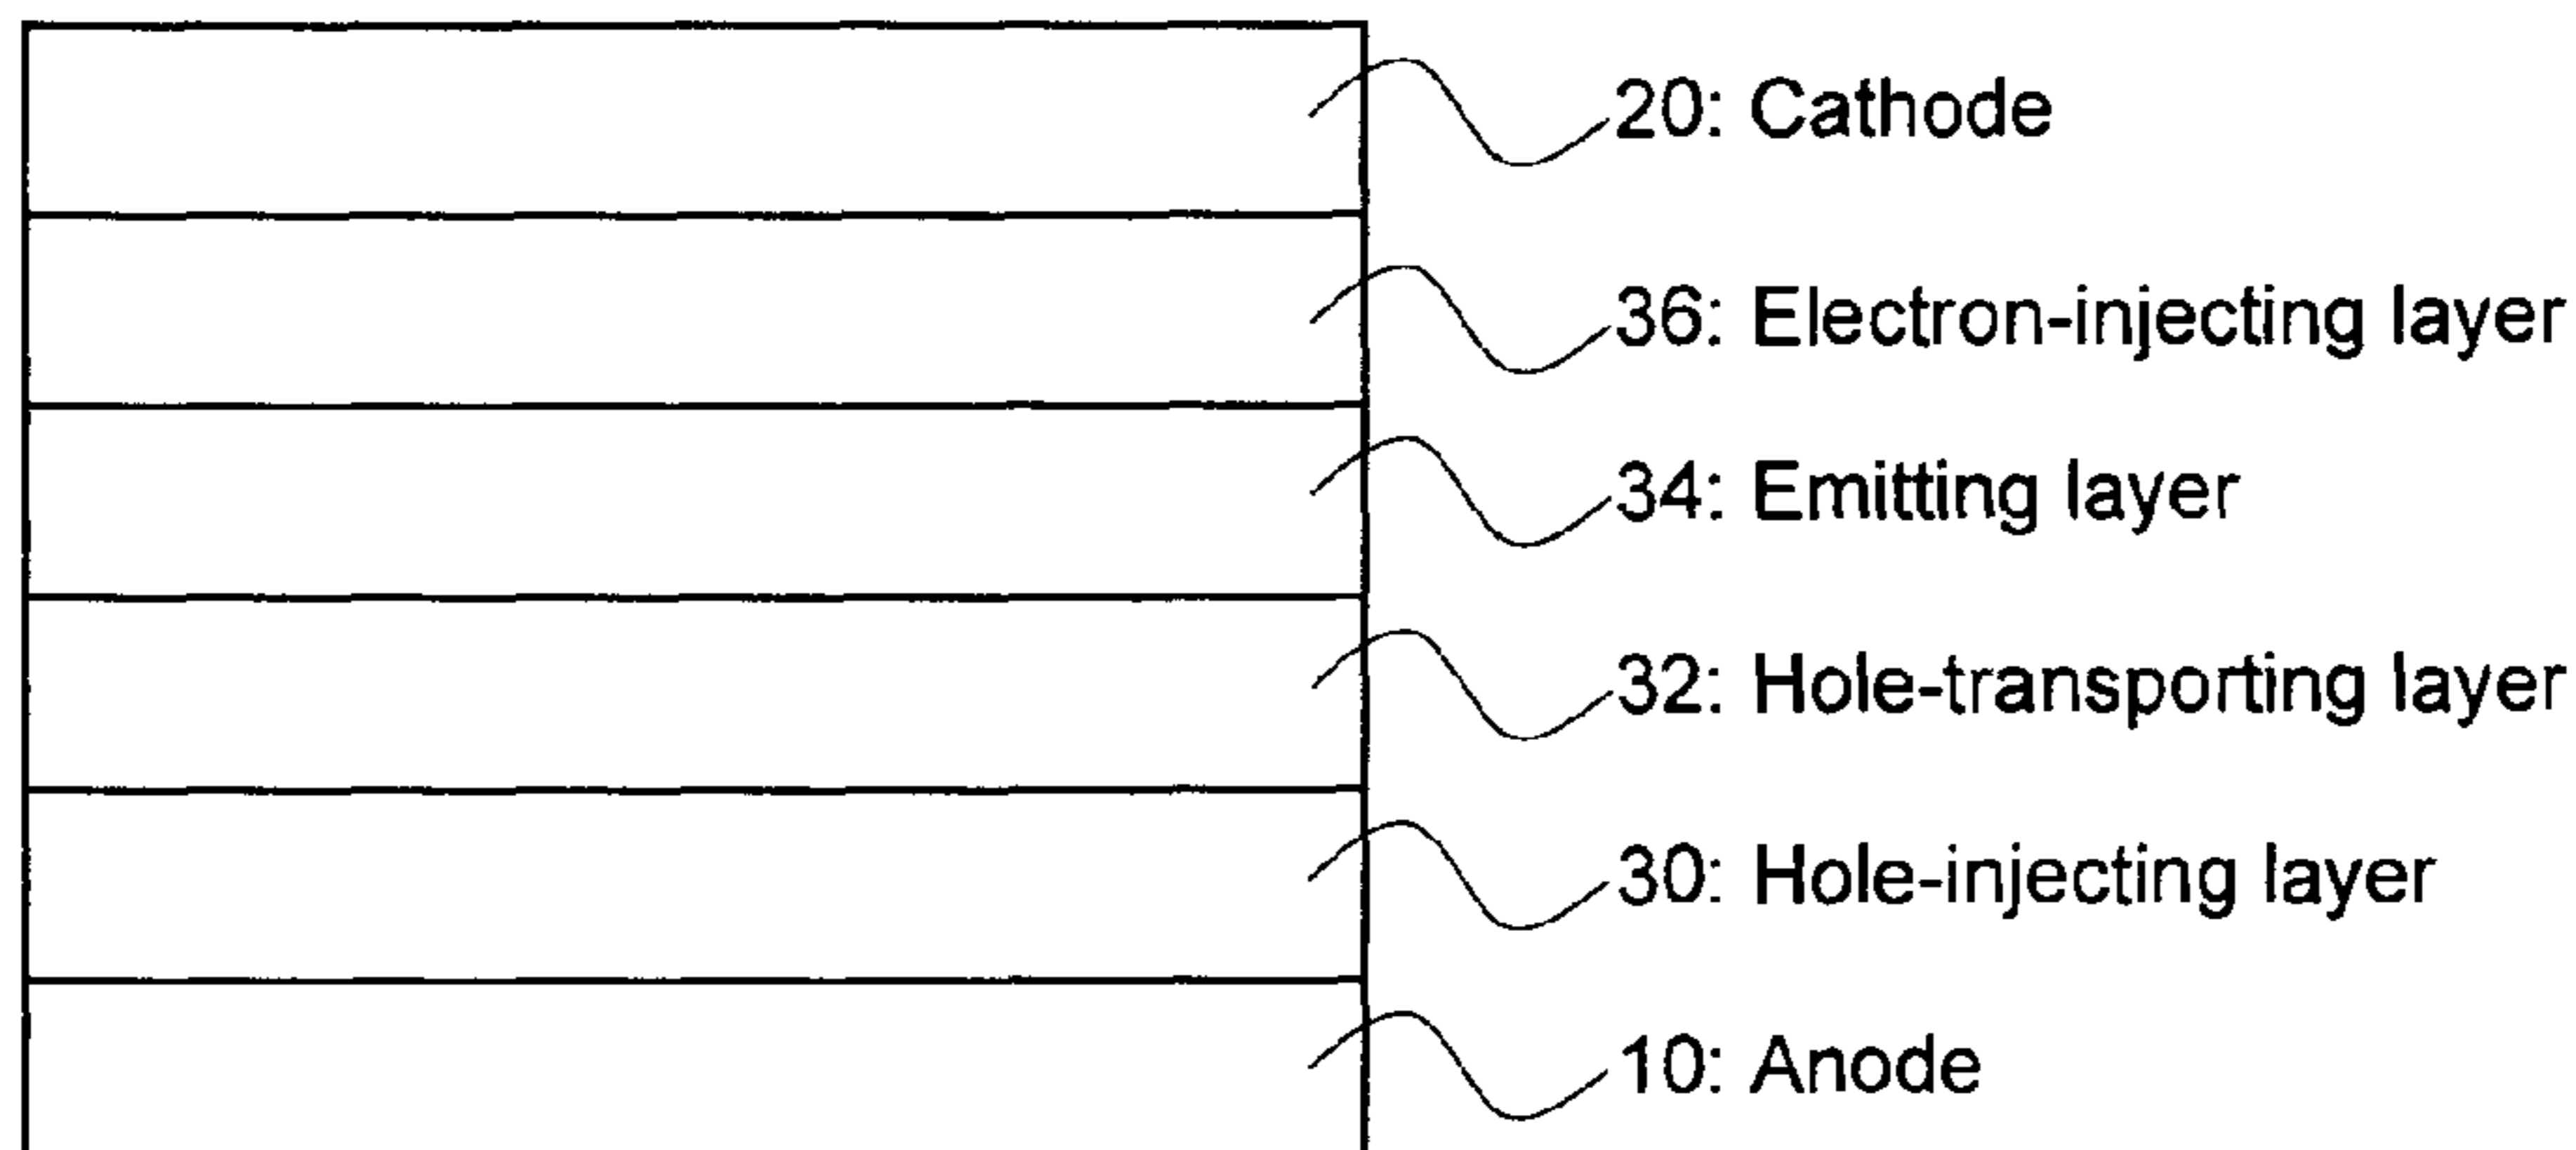 20: Cathode
36: Electron-injecting layer
34: Emitting layer
32: Hole-transporting layer
30: Hole-injecting layer
10: Anode